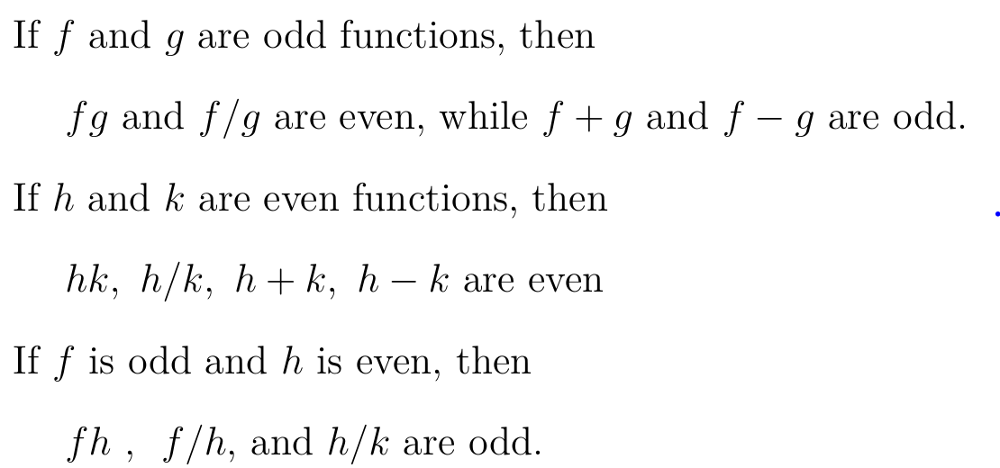 If f and g are odd functions, then
fg and f/g are even, while f + g and f − g are odd.
If h and k are even functions, then
hk, h/k, h + k, h − k are even
If f is odd and h is even, then
fh , f/h, and h/k are odd.